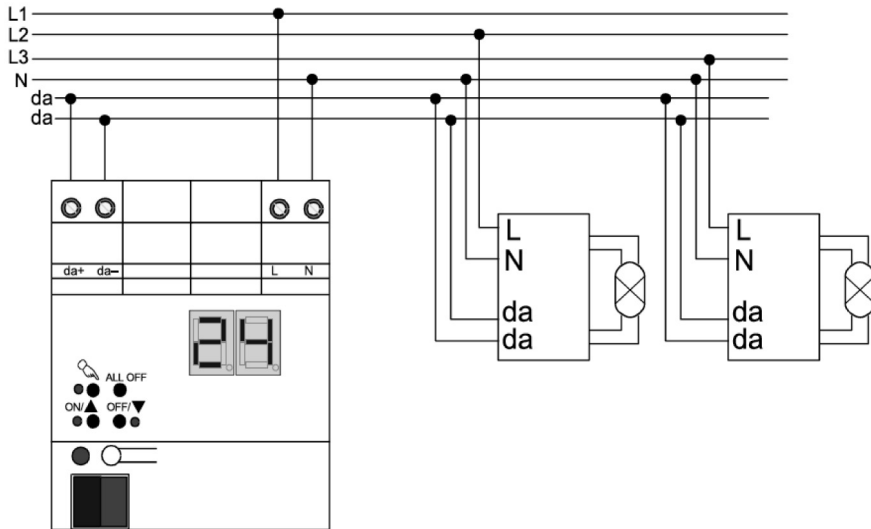 L1
L2
L3
N
da
da
da+ da– L N
24
ALL OFF
ON/▲ OFF/▼
L
N
da
da
L
N
da
da